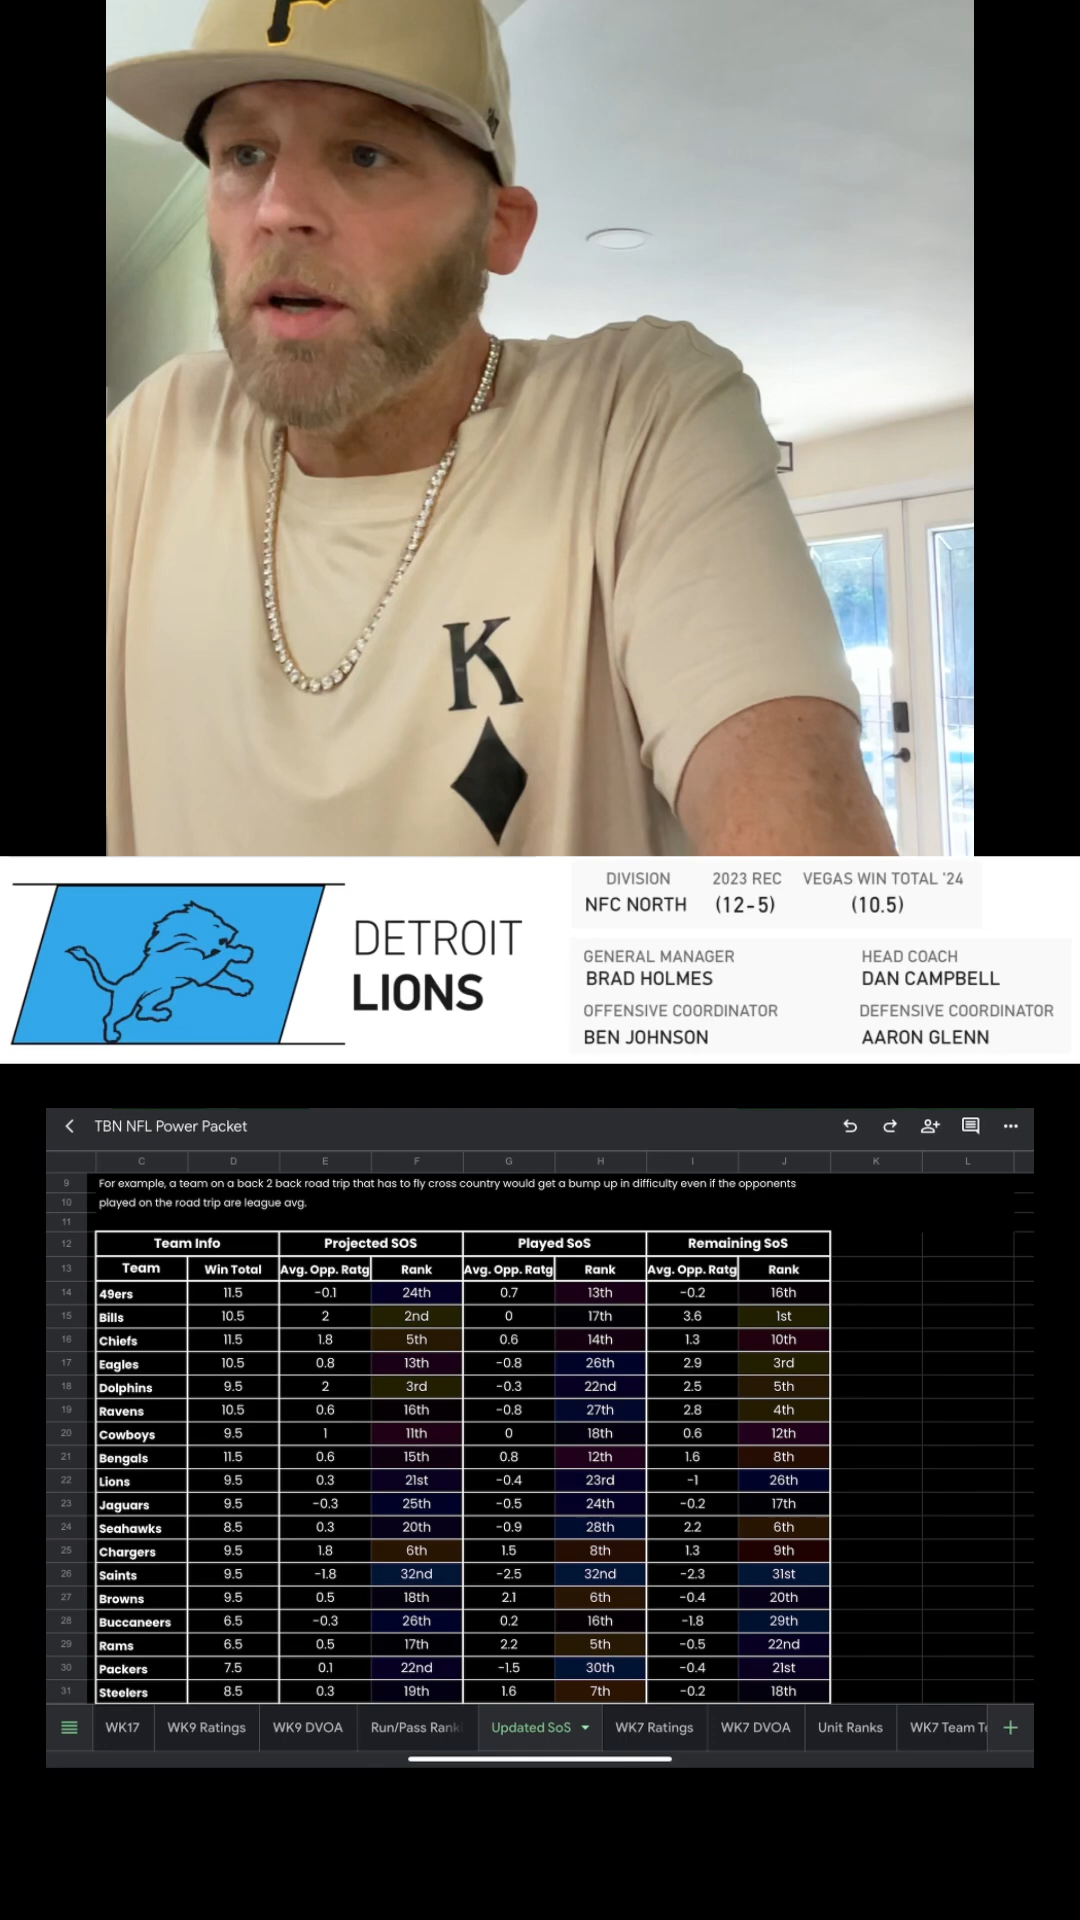 P
K
DETROIT
LIONS
DIVISION 2023 REC VEGAS WIN TOTAL '24
NFC NORTH (12-5) (10.5)
GENERAL MANAGER HEAD COACH
BRAD HOLMES DAN CAMPBELL
OFFENSIVE COORDINATOR DEFENSIVE COORDINATOR
BEN JOHNSON AARON GLENN
TBN NFL Power Packet
C D E F G H I J K L
9 For example, a team on a back 2 back road trip that has to fly cross country would get a bump up in difficulty even if the opponents
10 played on the road trip are league avg.
11
12 Team Info Projected SOS Played SoS Remaining SoS
13 Team Win Total Avg. Opp. Ratg Rank Avg. Opp. Ratg Rank Avg. Opp. Ratg Rank
14 49ers 11.5 -0.1 24th 0.7 13th -0.2 16th
15 Bills 10.5 2 2nd 0 17th 3.6 1st
16 Chiefs 11.5 1.8 5th 0.6 14th 1.3 10th
17 Eagles 10.5 0.8 13th -0.8 26th 2.9 3rd
18 Dolphins 9.5 2 3rd -0.3 22nd 2.5 5th
19 Ravens 10.5 0.6 16th -0.8 27th 2.8 4th
20 Cowboys 9.5 1 11th 0 18th 0.6 12th
21 Bengals 11.5 0.6 15th 0.8 12th 1.6 8th
22 Lions 9.5 0.3 21st -0.4 23rd -1 26th
23 Jaguars 9.5 -0.3 25th -0.5 24th -0.2 17th
24 Seahawks 8.5 0.3 20th -0.9 28th 2.2 6th
25 Chargers 9.5 1.8 6th 1.5 8th 1.3 9th
26 Saints 9.5 -1.8 32nd -2.5 32nd -2.3 31st
27 Browns 9.5 0.5 18th 2.1 6th -0.4 20th
28 Buccaneers 6.5 -0.3 26th 0.2 16th -1.8 29th
29 Rams 6.5 0.5 17th 2.2 5th -0.5 22nd
30 Packers 7.5 0.1 22nd -1.5 30th -0.4 21st
31 Steelers 8.5 0.3 19th 1.6 7th -0.2 18th
WK17 WK9 Ratings WK9 DVOA Run/Pass Rank Updated SoS WK7 Ratings WK7 DVOA Unit Ranks WK7 Team T